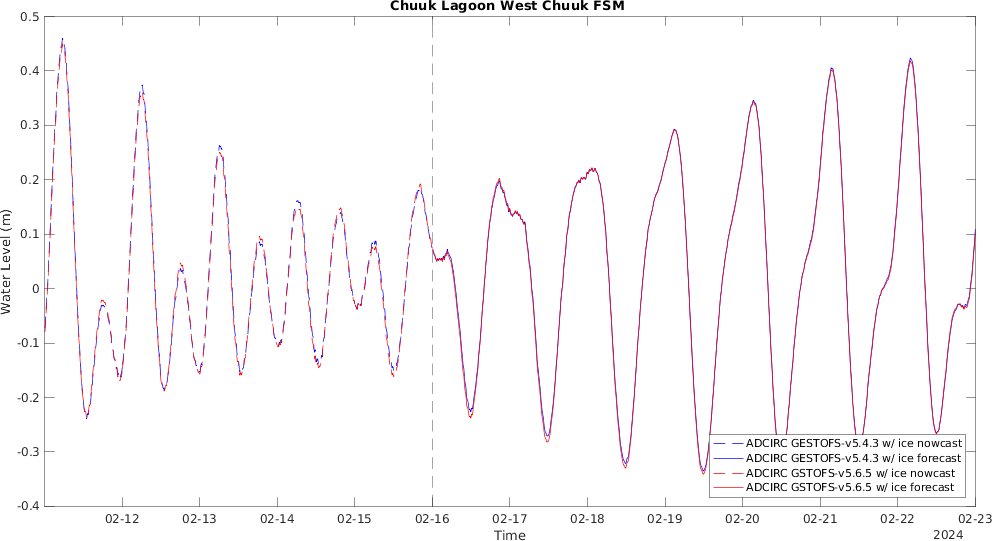 Chuuk Lagoon West Chuuk FSM
0.5
0.4
0.3
0.2
0.1
0
-0.1
-0.2
-0.3
-0.4
Water Level (m)
ADCIRC GESTOFS-v5.4.3 w/ ice nowcast
ADCIRC GESTOFS-v5.4.3 w/ ice forecast
ADCIRC GSTOFS-v5.6.5 w/ ice nowcast
ADCIRC GSTOFS-v5.6.5 w/ ice forecast
02-12 02-13 02-14 02-15 02-16 02-17 02-18 02-19 02-20 02-21 02-22 02-23
Time
2024